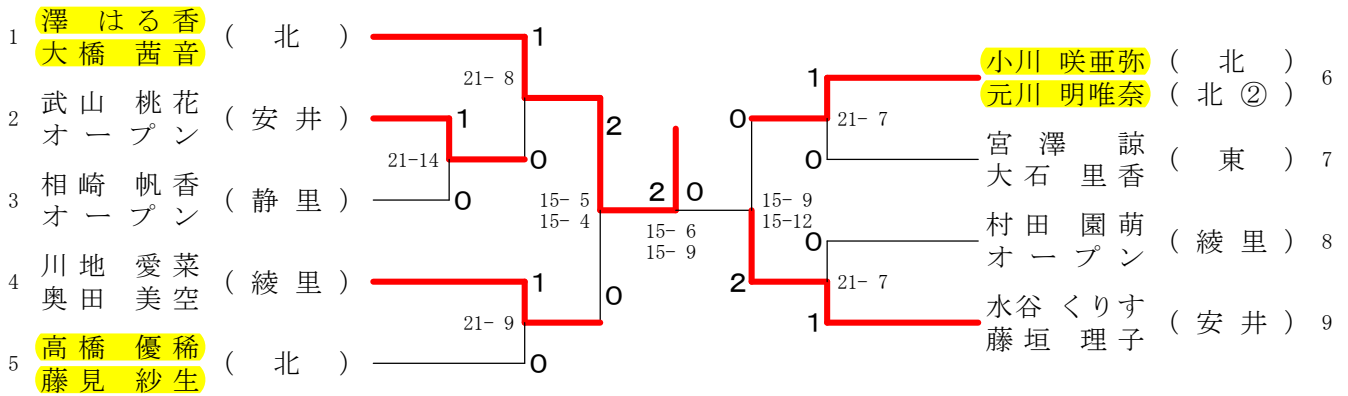 1 澤 はる香 ( 北 )
大橋 茜音
2 武山 桃花 ( 安井 )
オープン
3 相崎 帆香 ( 静里 )
オープン
4 川地 愛菜 ( 綾里 )
奥田 美空
5 高橋 優稀 ( 北 )
藤見 紗生
1
21- 8
1
0
21-14
0
2
15- 5
15- 4
1
0
21- 9
0
2 0
15- 6
15- 9
0
15- 9
15-12
2
1
21- 7
0
0
21- 7
1
小川 咲亜弥 ( 北 ) 6
元川 明唯奈 ( 北 ② )
宮澤 諒 ( 東 ) 7
大石 里香
村田 園萌 ( 綾里 ) 8
オープン
水谷 くりす ( 安井 ) 9
藤垣 理子